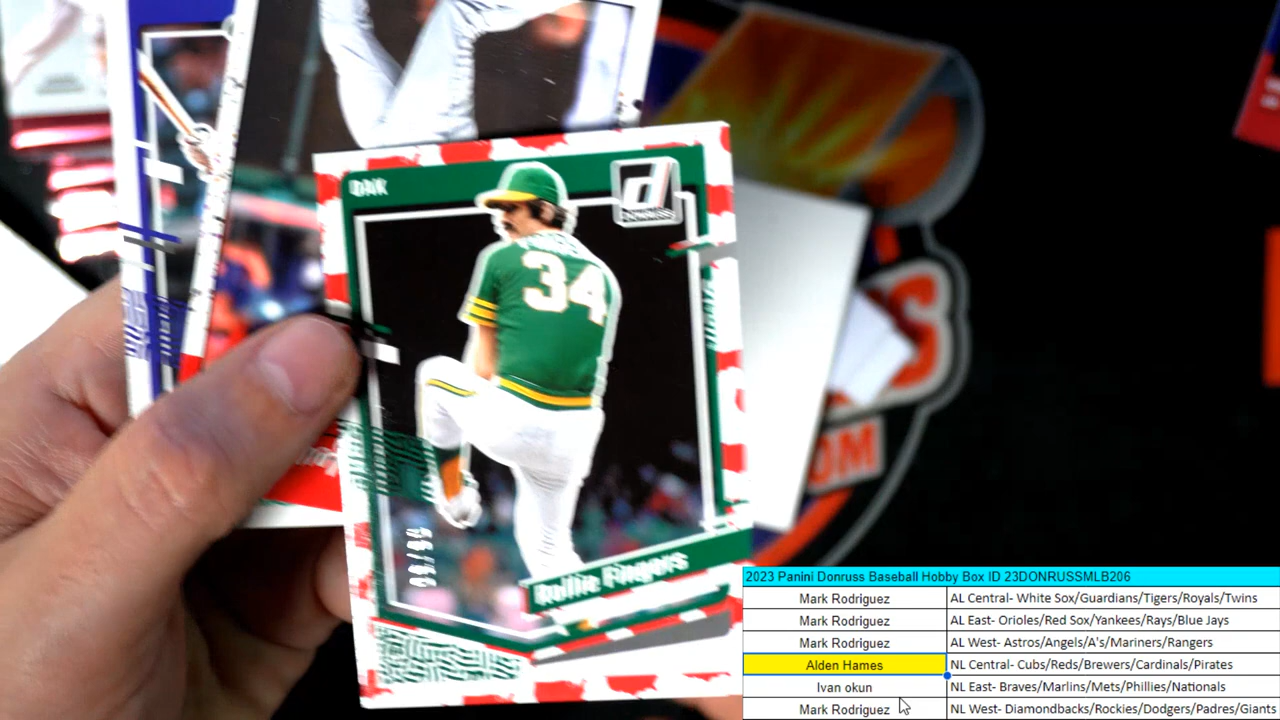 OAK
DONRUSS
34
Rollie Fingers
OM
2023 Panini Donruss Baseball Hobby Box ID 23DONRUSSMLB206
Mark Rodriguez AL Central- White Sox/Guardians/Tigers/Royals/Twins
Mark Rodriguez AL East- Orioles/Red Sox/Yankees/Rays/Blue Jays
Mark Rodriguez AL West- Astros/Angels/A's/Mariners/Rangers
Alden Hames NL Central- Cubs/Reds/Brewers/Cardinals/Pirates
Ivan okun NL East- Braves/Marlins/Mets/Phillies/Nationals
Mark Rodriguez NL West- Diamondbacks/Rockies/Dodgers/Padres/Giants